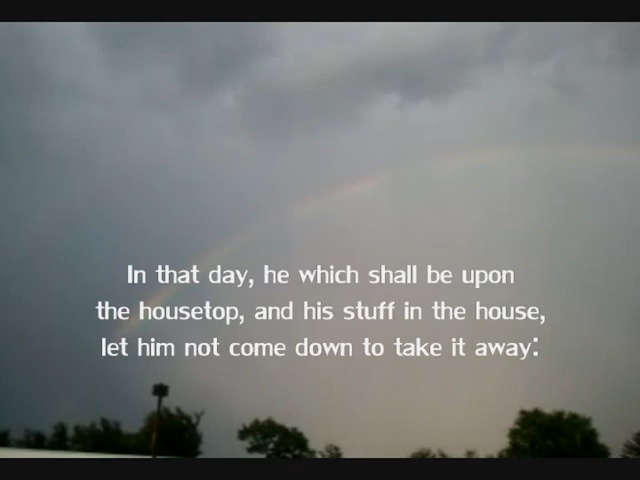 In that day, he which shall be upon
the housetop, and his stuff in the house,
let him not come down to take it away: